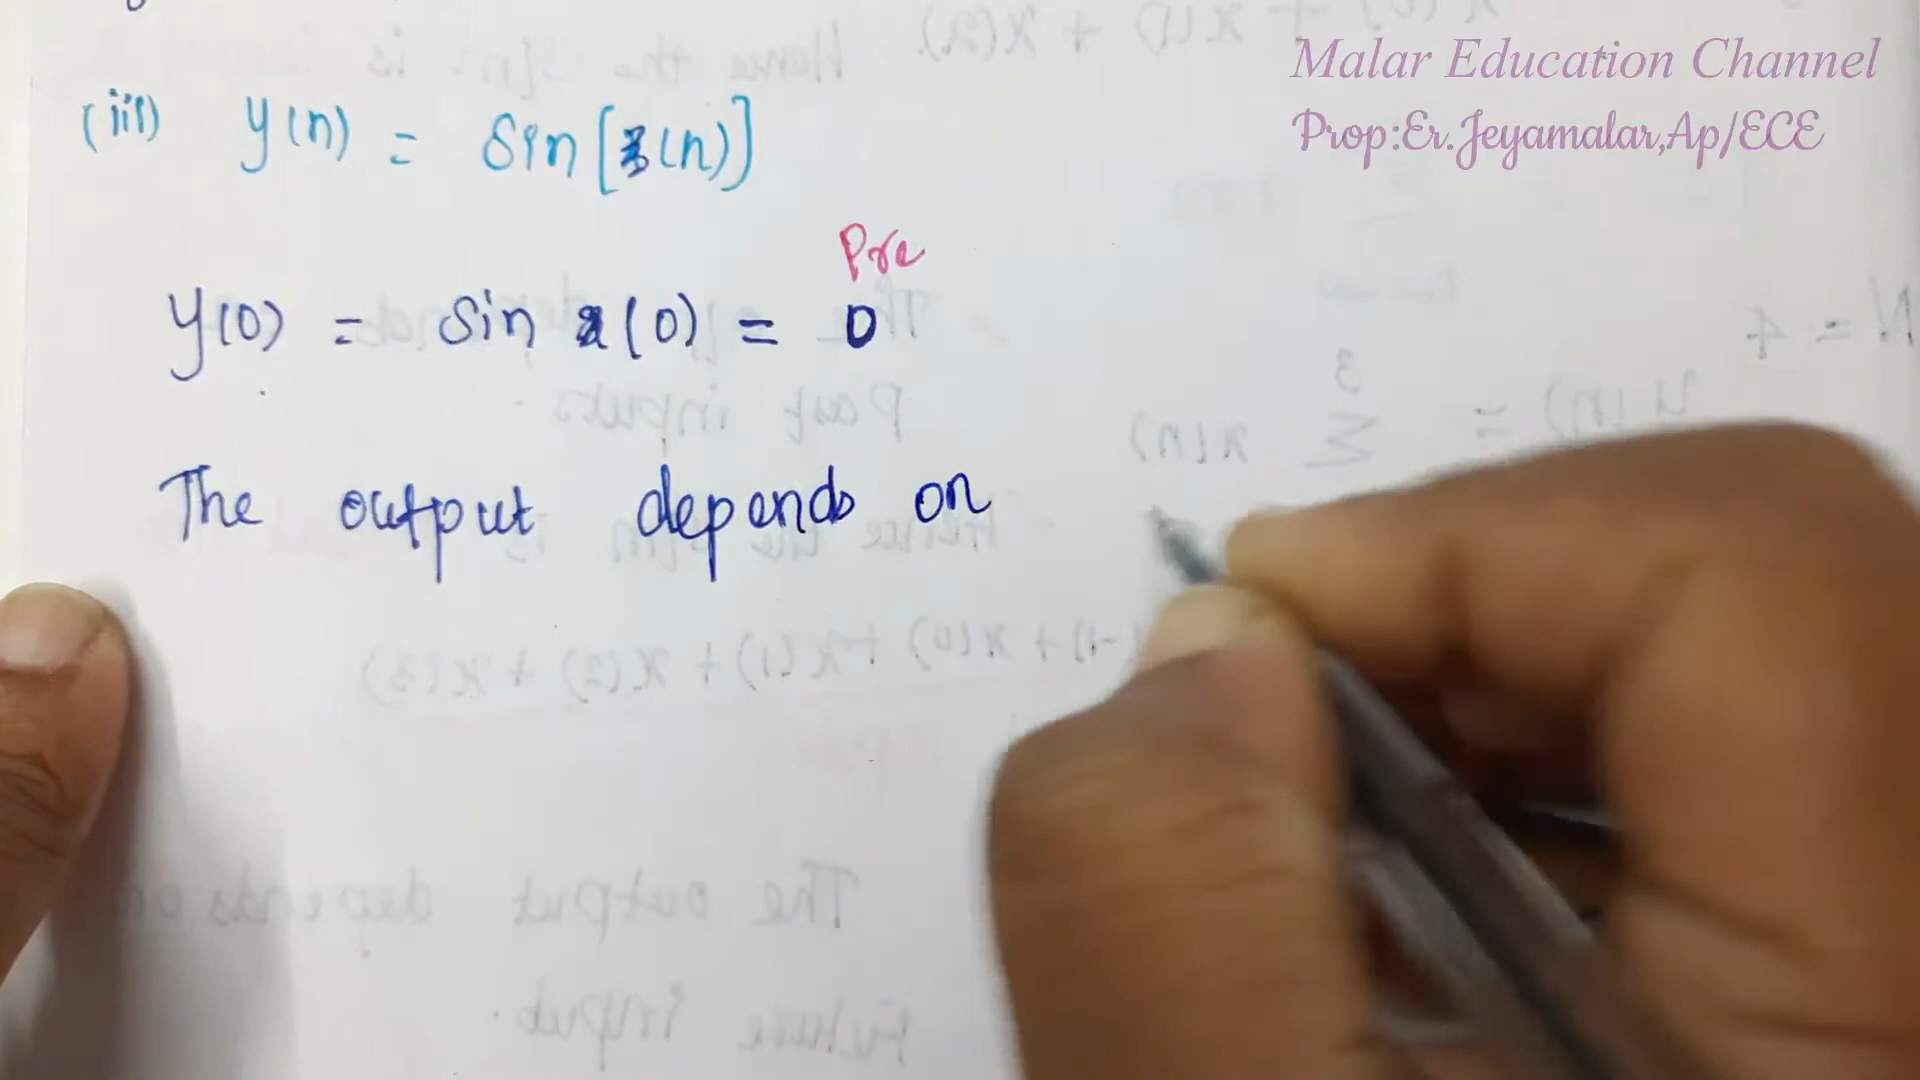 Malar Education Channel
Prop:Er.Jeyamalar,Ap/ECE
(iii) y(n) = Sin[x(n)]
Pre
y(0) = Sin x(0) = 0
The output depends on